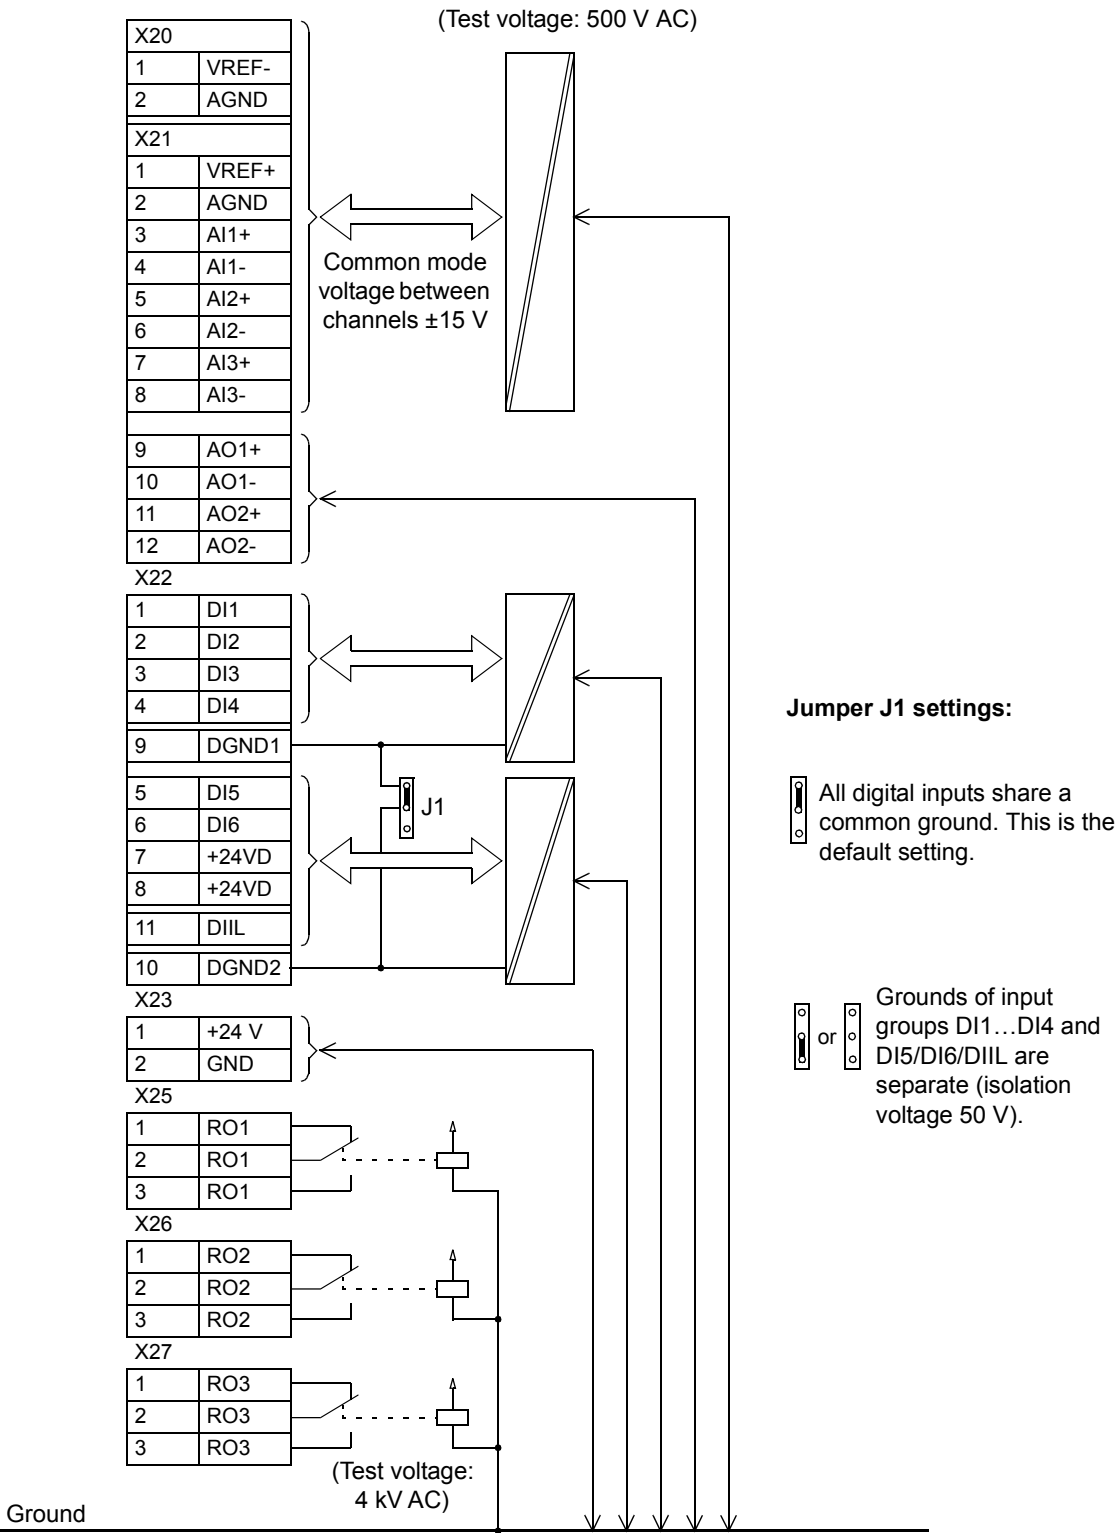 (Test voltage: 500 V AC)
X20
1 VREF-
2 AGND
X21
1 VREF+
2 AGND
3 AI1+
4 AI1-
5 AI2+
6 AI2-
7 AI3+
8 AI3-
Common mode
voltage between
channels ±15 V
9 AO1+
10 AO1-
11 AO2+
12 AO2-
X22
1 DI1
2 DI2
3 DI3
4 DI4
9 DGND1
5 DI5
6 DI6
7 +24VD
8 +24VD
11 DIIL
10 DGND2
J1
X23
1 +24 V
2 GND
X25
1 RO1
2 RO1
3 RO1
X26
1 RO2
2 RO2
3 RO2
X27
1 RO3
2 RO3
3 RO3
(Test voltage:
4 kV AC)
Ground
Jumper J1 settings:
All digital inputs share a
common ground. This is the
default setting.
or
Grounds of input
groups DI1…DI4 and
DI5/DI6/DIIL are
separate (isolation
voltage 50 V).